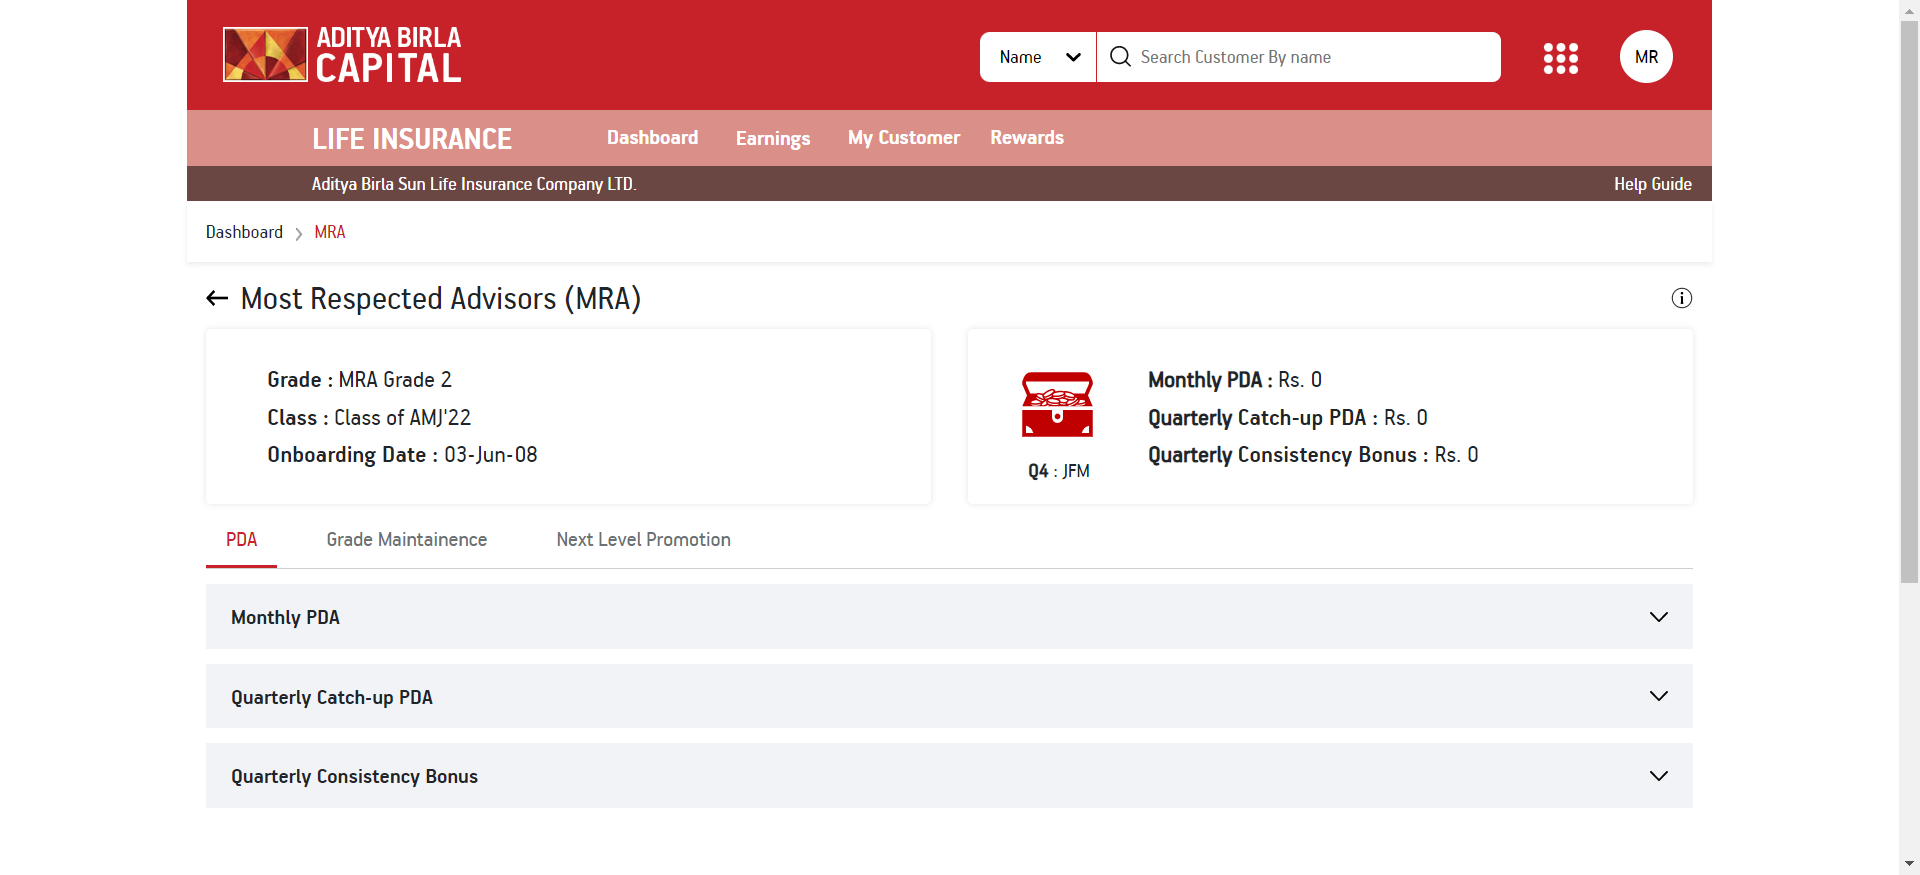 ADITYA BIRLA
CAPITAL
Name
Search Customer By name
MR
LIFE INSURANCE
Dashboard
Earnings
My Customer
Rewards
Aditya Birla Sun Life Insurance Company LTD.
Help Guide
Dashboard
MRA
Most Respected Advisors (MRA)
Grade : MRA Grade 2
Class : Class of AMJ'22
Onboarding Date : 03-Jun-08
Q4 : JFM
Monthly PDA : Rs. 0
Quarterly Catch-up PDA : Rs. 0
Quarterly Consistency Bonus : Rs. 0
PDA
Grade Maintainence
Next Level Promotion
Monthly PDA
Quarterly Catch-up PDA
Quarterly Consistency Bonus